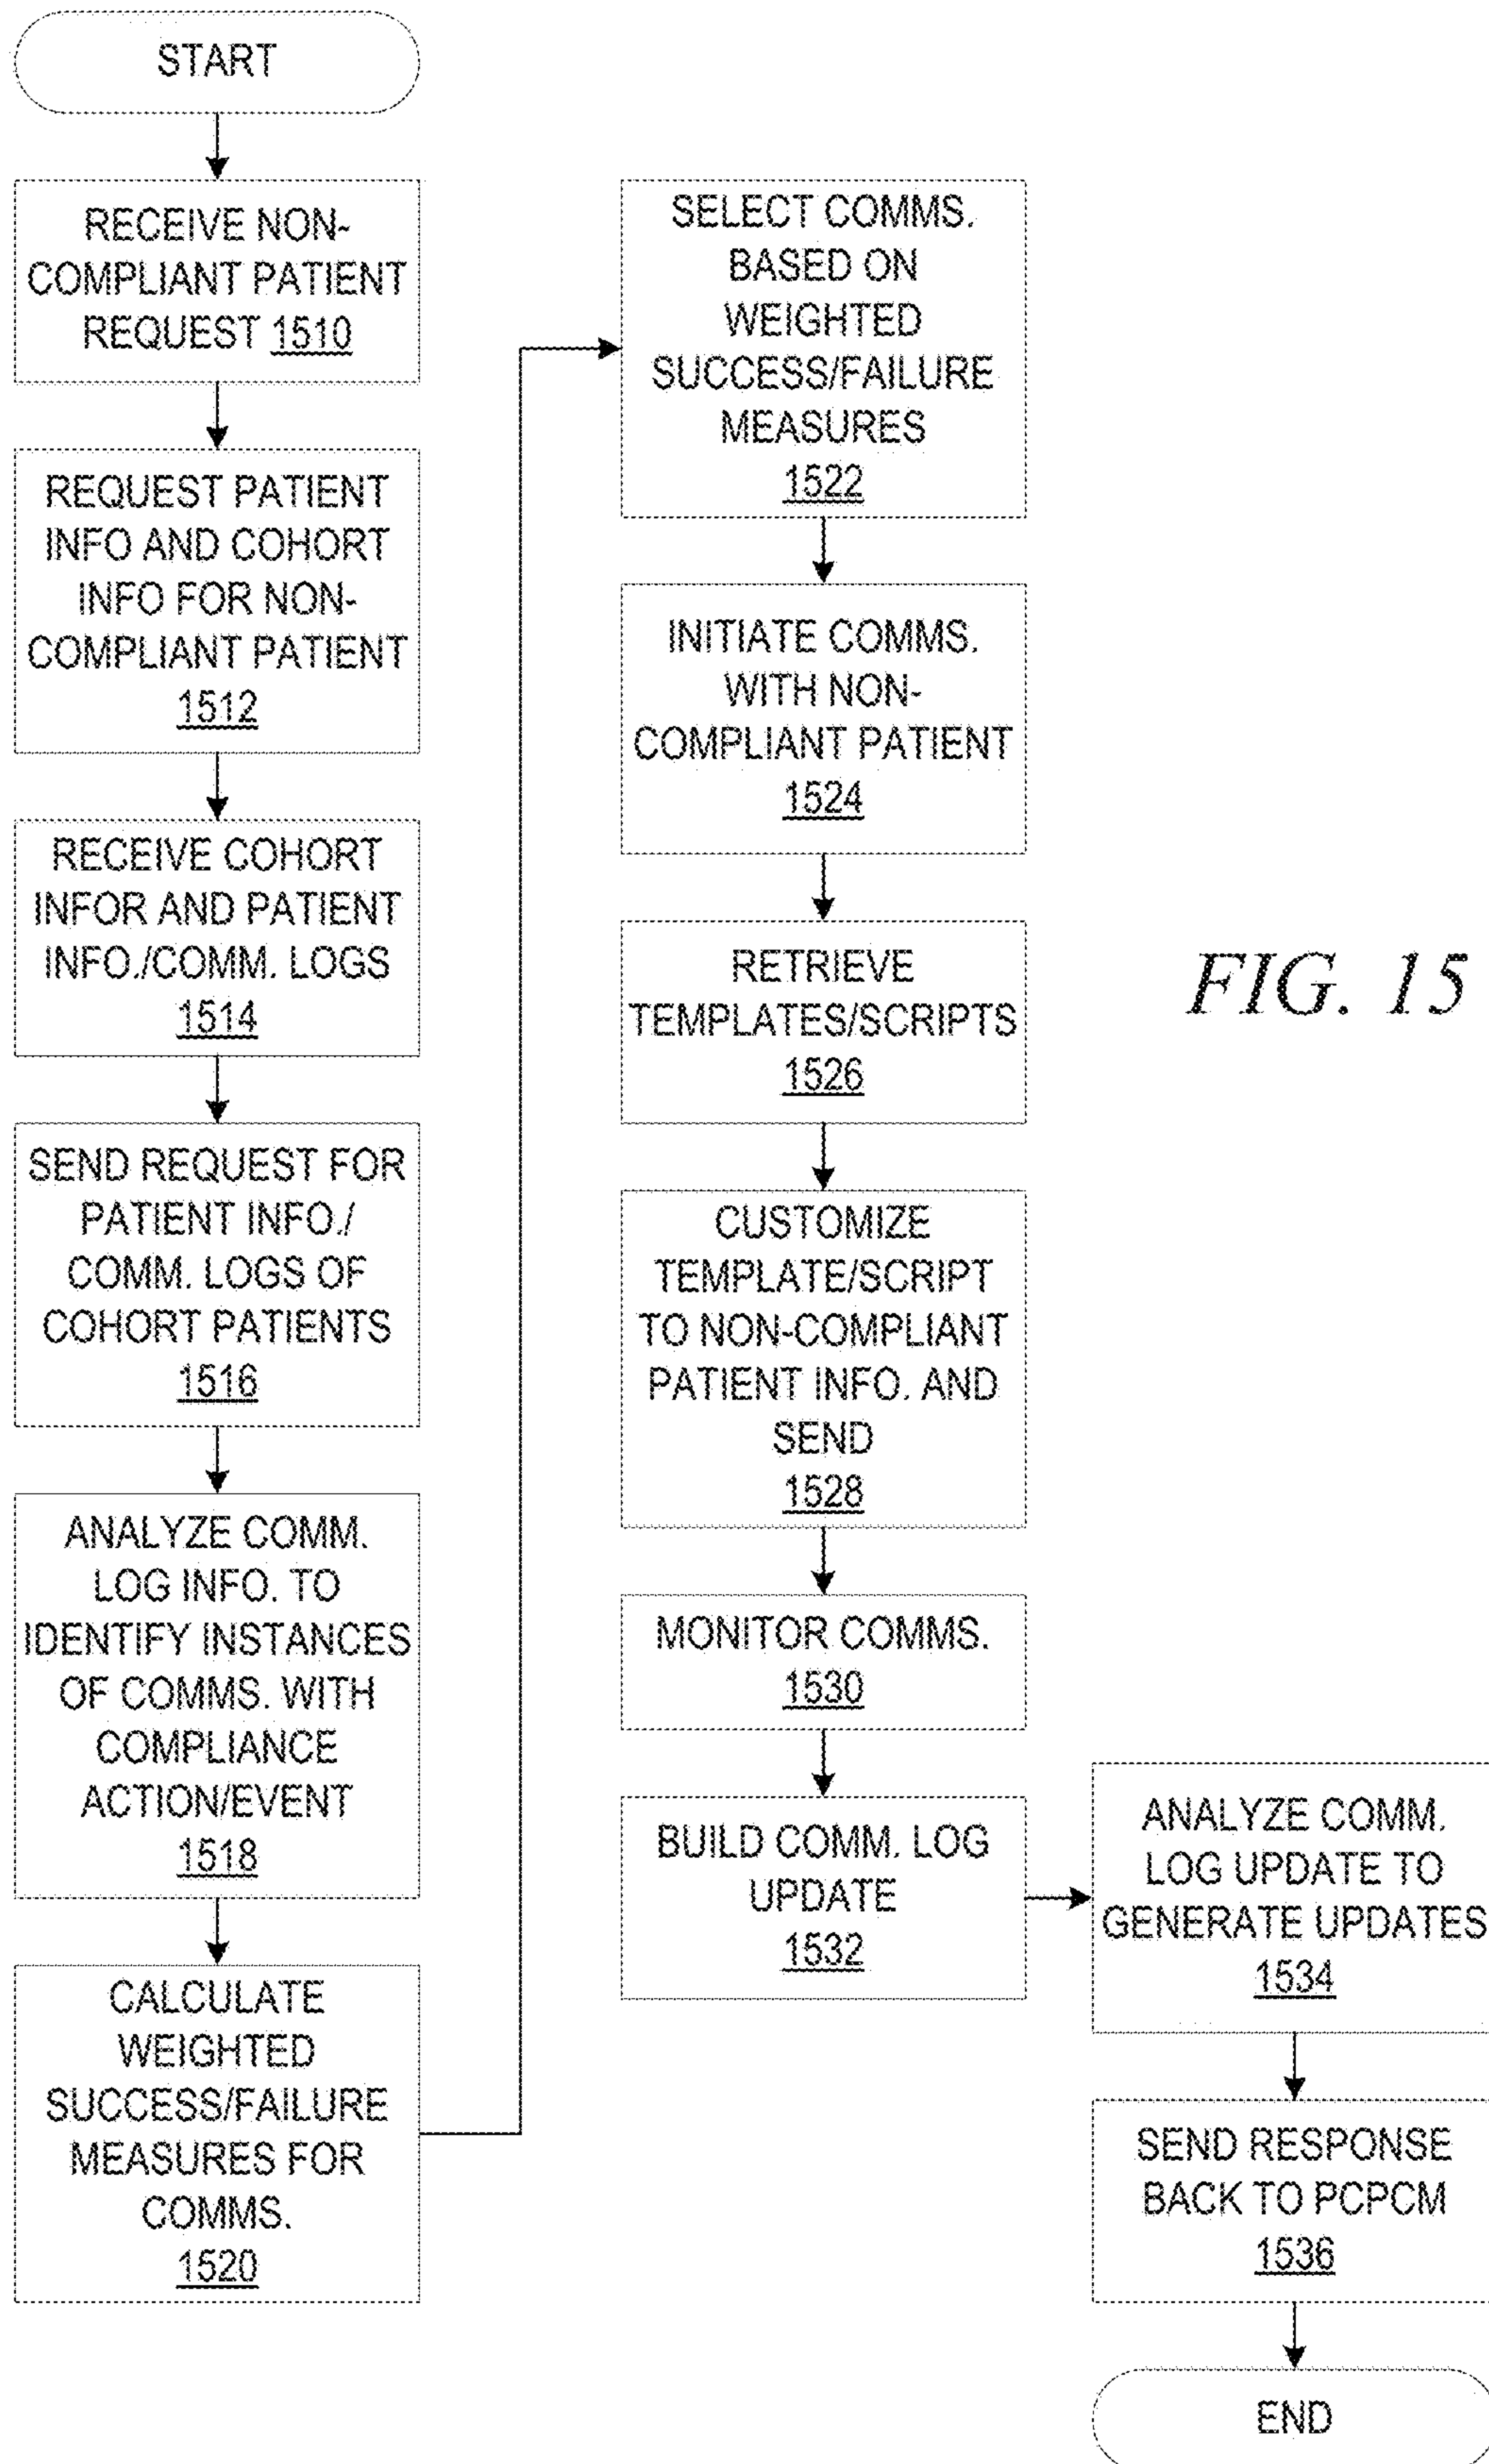 START
RECEIVE NON-
COMPLIANT PATIENT
REQUEST 1510
REQUEST PATIENT
INFO AND COHORT
INFO FOR NON-
COMPLIANT PATIENT
1512
RECEIVE COHORT
INFOR AND PATIENT
INFO./COMM. LOGS
1514
SEND REQUEST FOR
PATIENT INFO./
COMM. LOGS OF
COHORT PATIENTS
1516
ANALYZE COMM.
LOG INFO. TO
IDENTIFY INSTANCES
OF COMMS. WITH
COMPLIANCE
ACTION/EVENT
1518
CALCULATE
WEIGHTED
SUCCESS/FAILURE
MEASURES FOR
COMMS.
1520
SELECT COMMS.
BASED ON
WEIGHTED
SUCCESS/FAILURE
MEASURES
1522
INITIATE COMMS.
WITH NON-
COMPLIANT PATIENT
1524
RETRIEVE
TEMPLATES/SCRIPTS
1526
CUSTOMIZE
TEMPLATE/SCRIPT
TO NON-COMPLIANT
PATIENT INFO. AND
SEND
1528
MONITOR COMMS.
1530
BUILD COMM. LOG
UPDATE
1532
ANALYZE COMM.
LOG UPDATE TO
GENERATE UPDATES
1534
SEND RESPONSE
BACK TO PCPCM
1536
END
FIG. 15